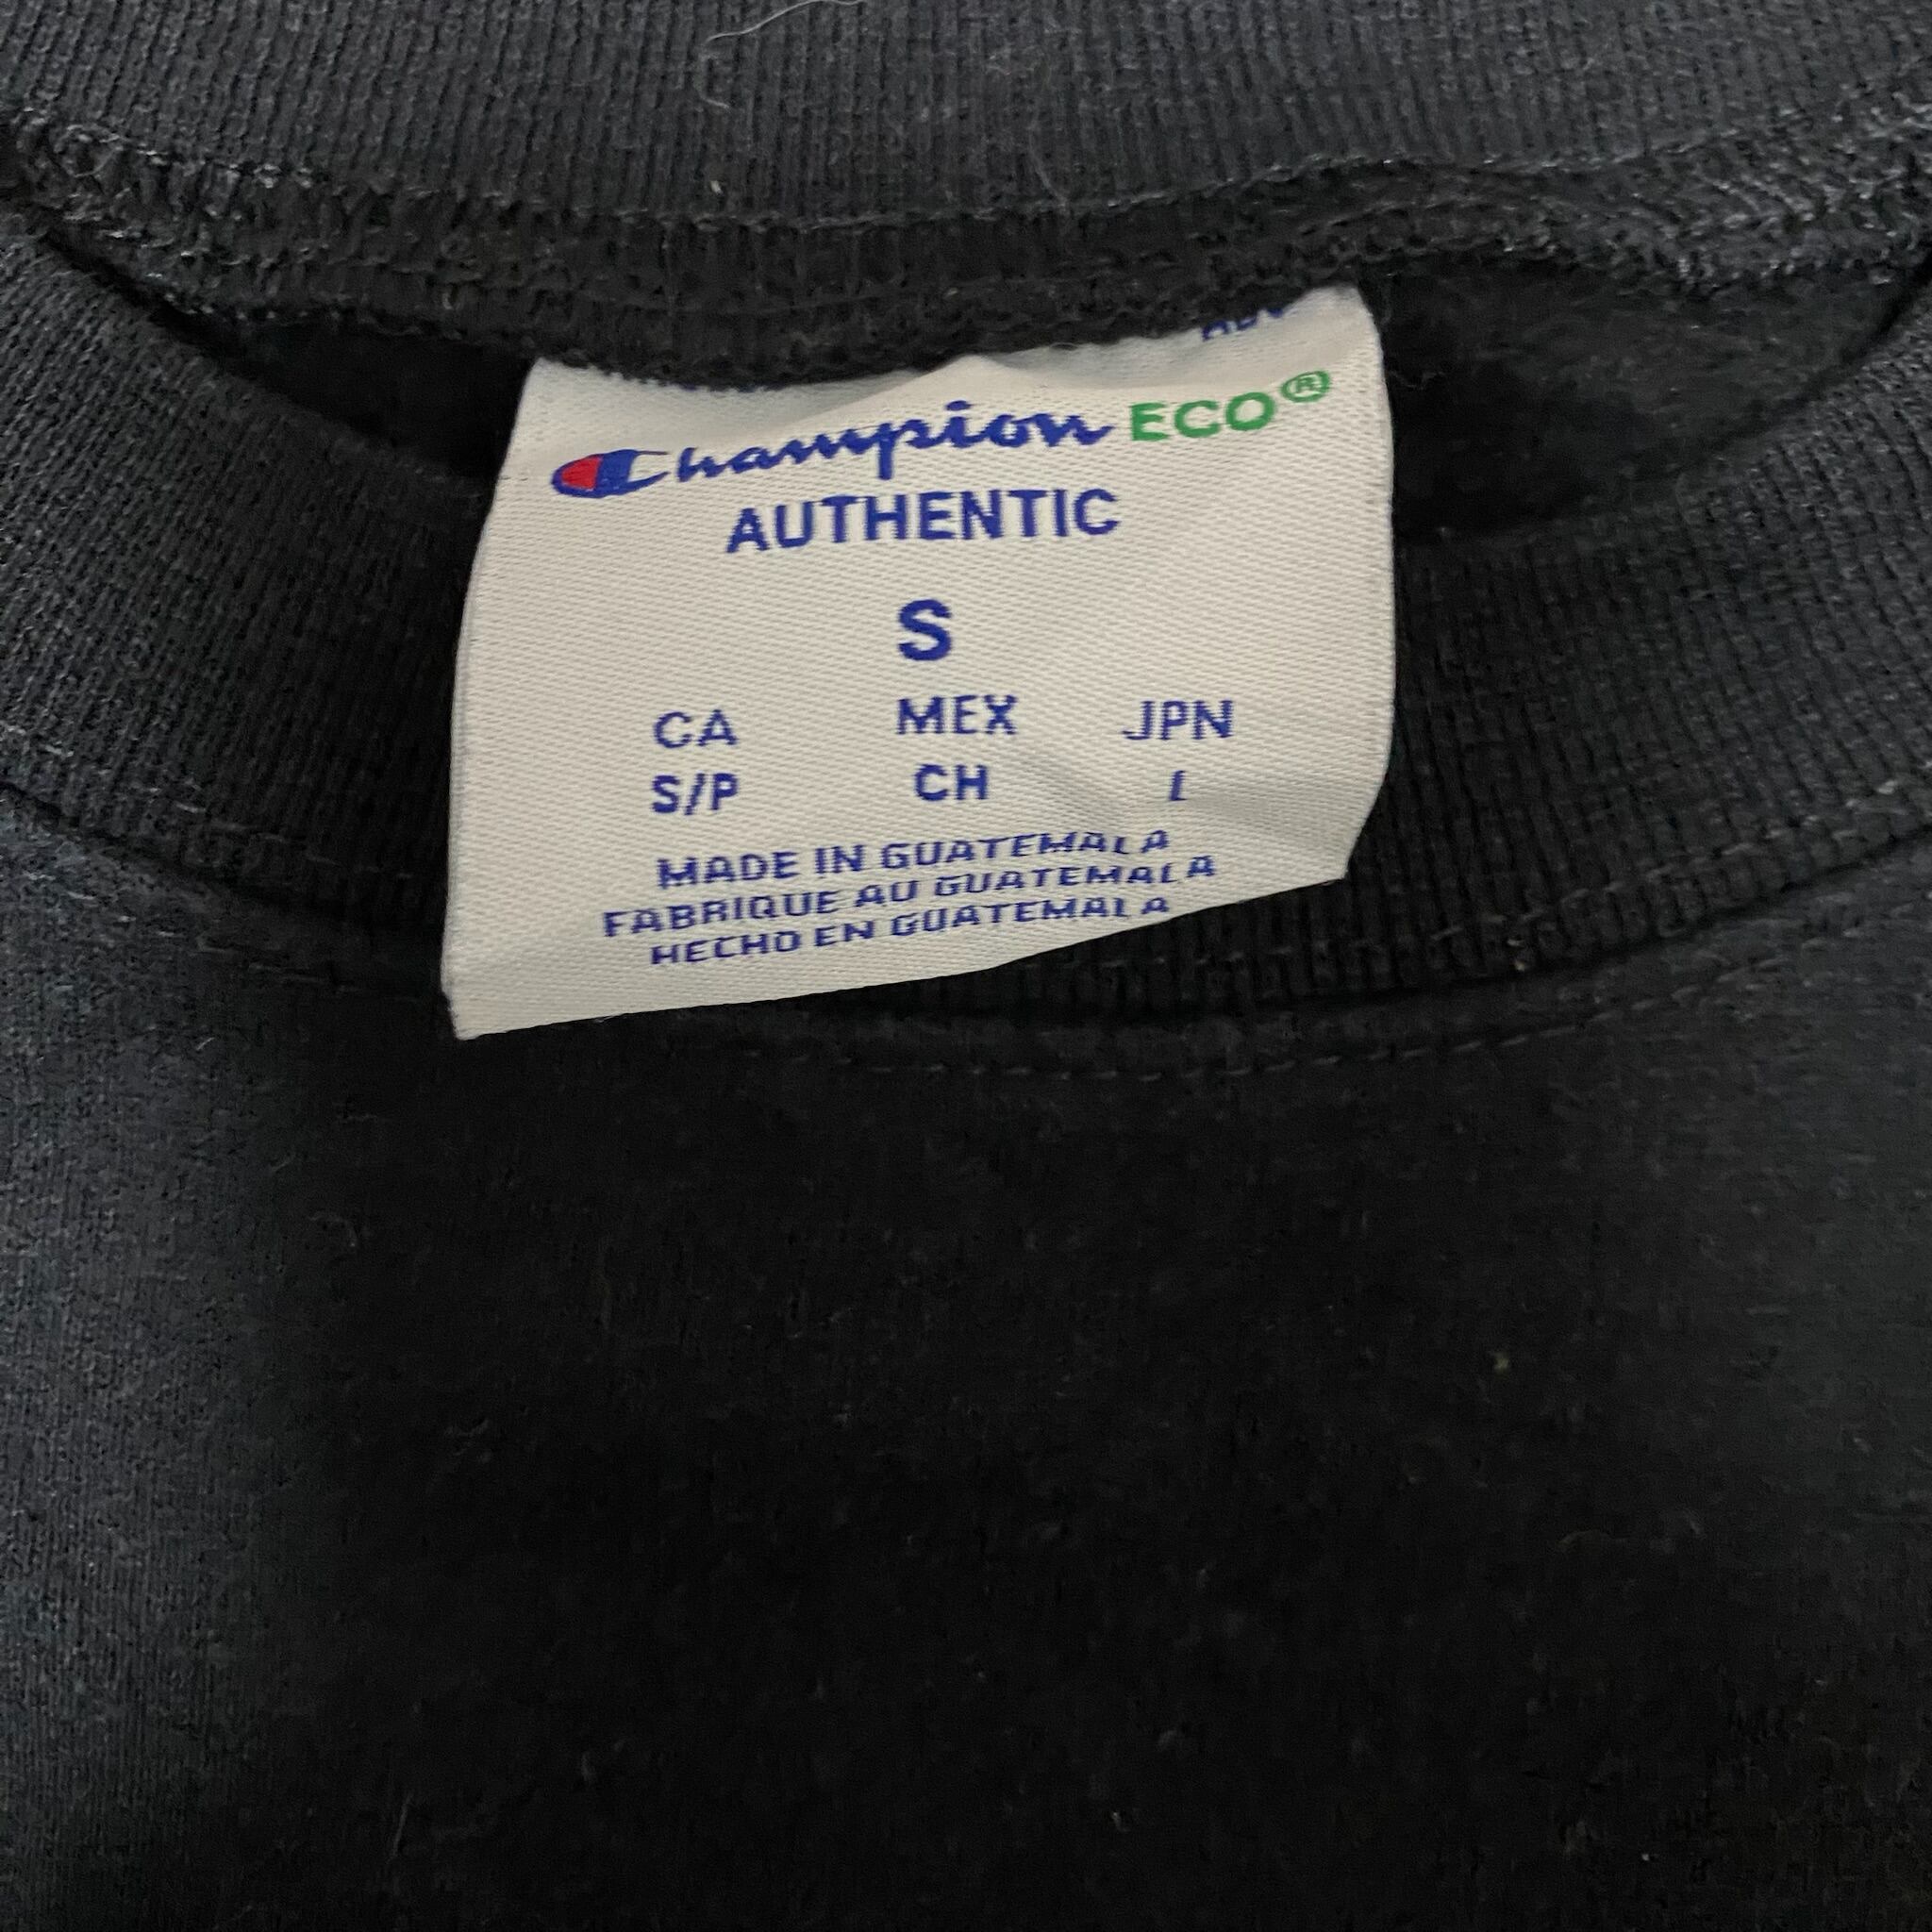 Champion ECO®
AUTHENTIC
S
CA MEX JPN
S/P CH L
MADE IN GUATEMALA
FABRIQUE AU GUATEMALA
HECHO EN GUATEMALA